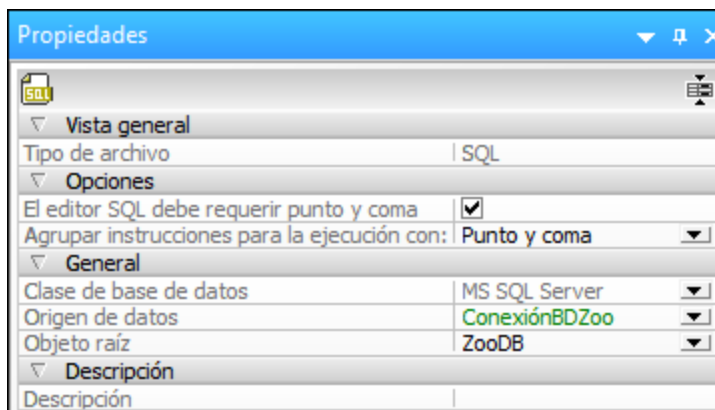 Propiedades
SQL
Vista general
Tipo de archivo SQL
Opciones
El editor SQL debe requerir punto y coma
Agrupar instrucciones para la ejecución con: Punto y coma
General
Clase de base de datos MS SQL Server
Origen de datos ConexiónBDZoo
Objeto raíz ZooDB
Descripción
Descripción